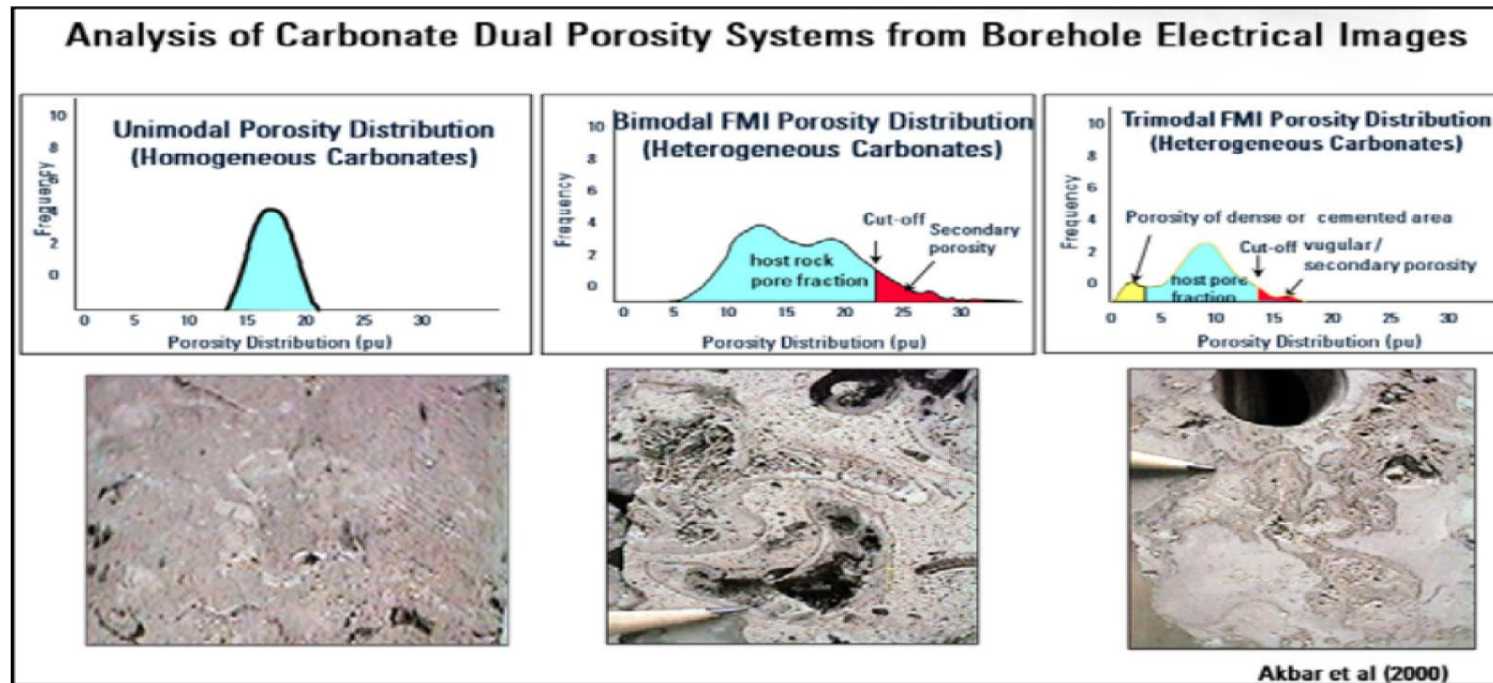 Analysis of Carbonate Dual Porosity Systems from Borehole Electrical Images
Unimodal Porosity Distribution
(Homogeneous Carbonates)
Frequency
10
8
6
4
2
0
0 5 10 15 20 25 30
Porosity Distribution (pu)
Bimodal FMI Porosity Distribution
(Heterogeneous Carbonates)
Frequency
10
8
6
4
2
0
Cut-off
Secondary
porosity
host rock
pore fraction
0 5 10 15 20 25 30
Porosity Distribution (pu)
Trimodal FMI Porosity Distribution
(Heterogeneous Carbonates)
Frequency
10
8
6
4
2
0
Porosity of dense or cemented area
Cut-off
vugular /
secondary porosity
host pore
fraction
0 5 10 15 20 25 30
Porosity Distribution (pu)
Akbar et al (2000)